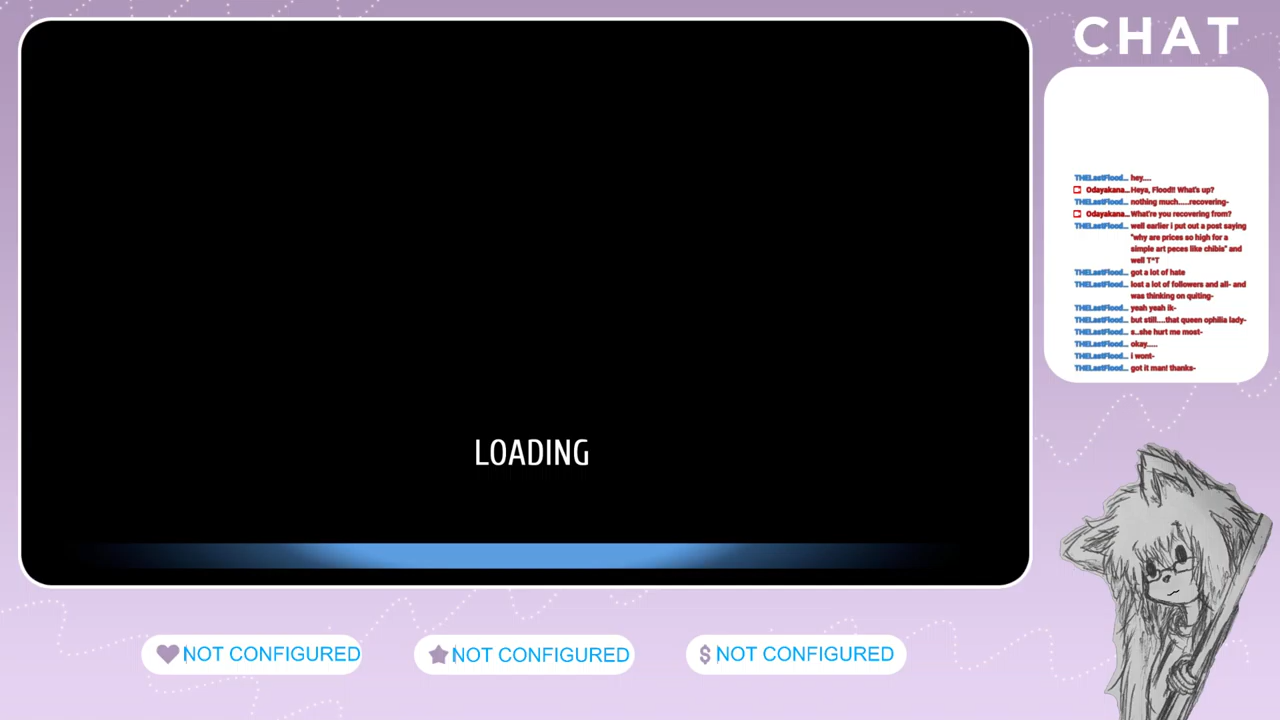 CHAT
THELastFlood... hey....
Odayakana... Heya, Flood!! What's up?
THELastFlood... nothing much.....recovering-
Odayakana... What're you recovering from?
THELastFlood... well earlier i put out a post saying
"why are prices so high for a
simple art peces like chibis" and
well T^T
THELastFlood... got a lot of hate
THELastFlood... lost a lot of followers and all- and
was thinking on quiting-
THELastFlood... yeah yeah ik-
THELastFlood... but still....that queen ophilia lady-
THELastFlood... s..she hurt me most-
THELastFlood... okay.....
THELastFlood... i wont-
THELastFlood... got it man! thanks-
LOADING
NOT CONFIGURED
NOT CONFIGURED
$ NOT CONFIGURED